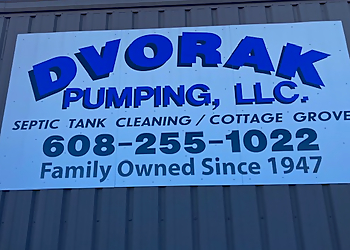 DVORAK
PUMPING, LLC.
SEPTIC TANK CLEANING / COTTAGE GROVE
608-255-1022
Family Owned Since 1947